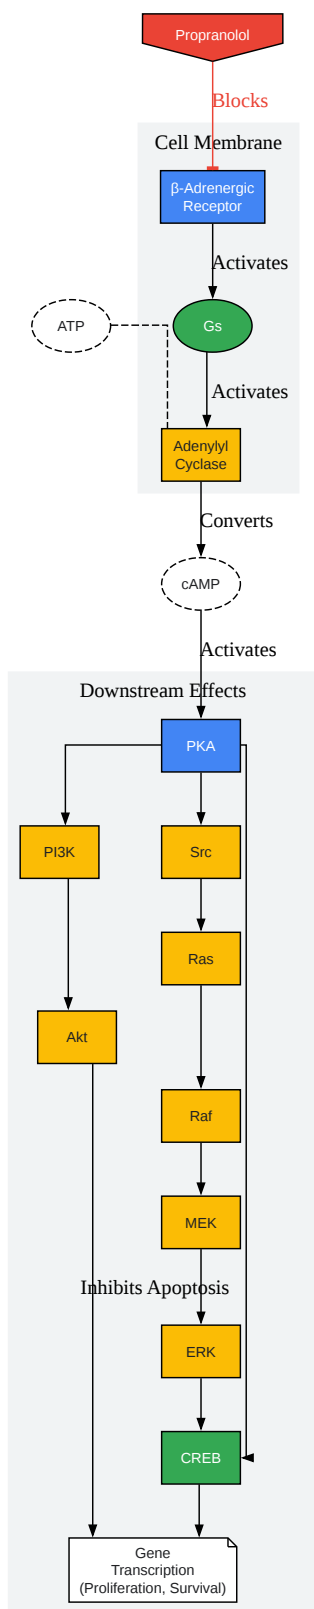 Propranolol
Blocks
Cell Membrane
β-Adrenergic
Receptor
Activates
ATP
Gs
Activates
Adenylyl
Cyclase
Converts
cAMP
Activates
Downstream Effects
PKA
PI3K
Src
Ras
Akt
Raf
MEK
Inhibits Apoptosis
ERK
CREB
Gene
Transcription
(Proliferation, Survival)